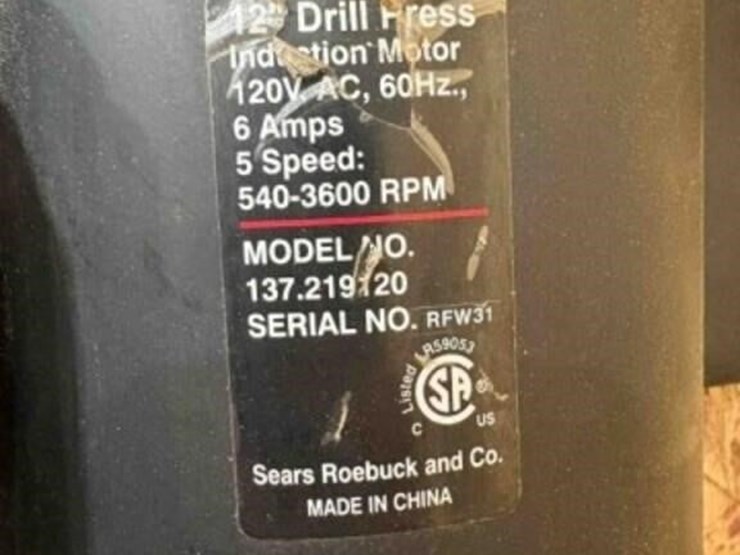 12" Drill Press
Induction Motor
120V AC, 60Hz.,
6 Amps
5 Speed:
540-3600 RPM
MODEL NO.
137.219120
SERIAL NO. RFW31
LR59053
Listed
SA ®
C US
Sears Roebuck and Co.
MADE IN CHINA